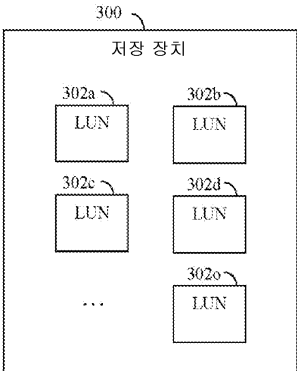 300
저장 장치
302a 302b
LUN LUN
302c 302d
LUN LUN
302o
... LUN